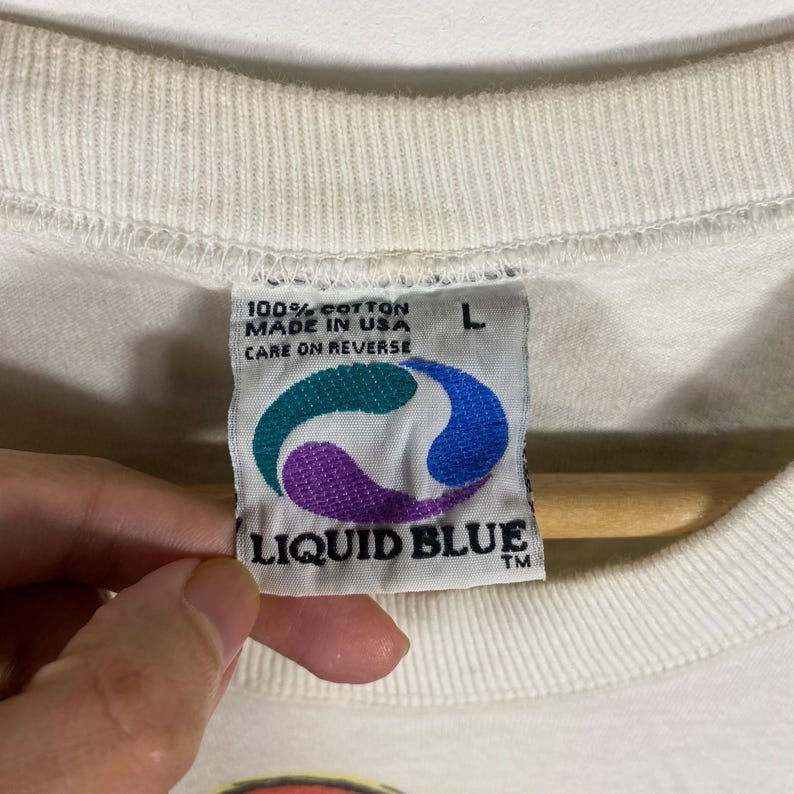 100% COTTON L
MADE IN USA
CARE ON REVERSE
LIQUID BLUE
TM